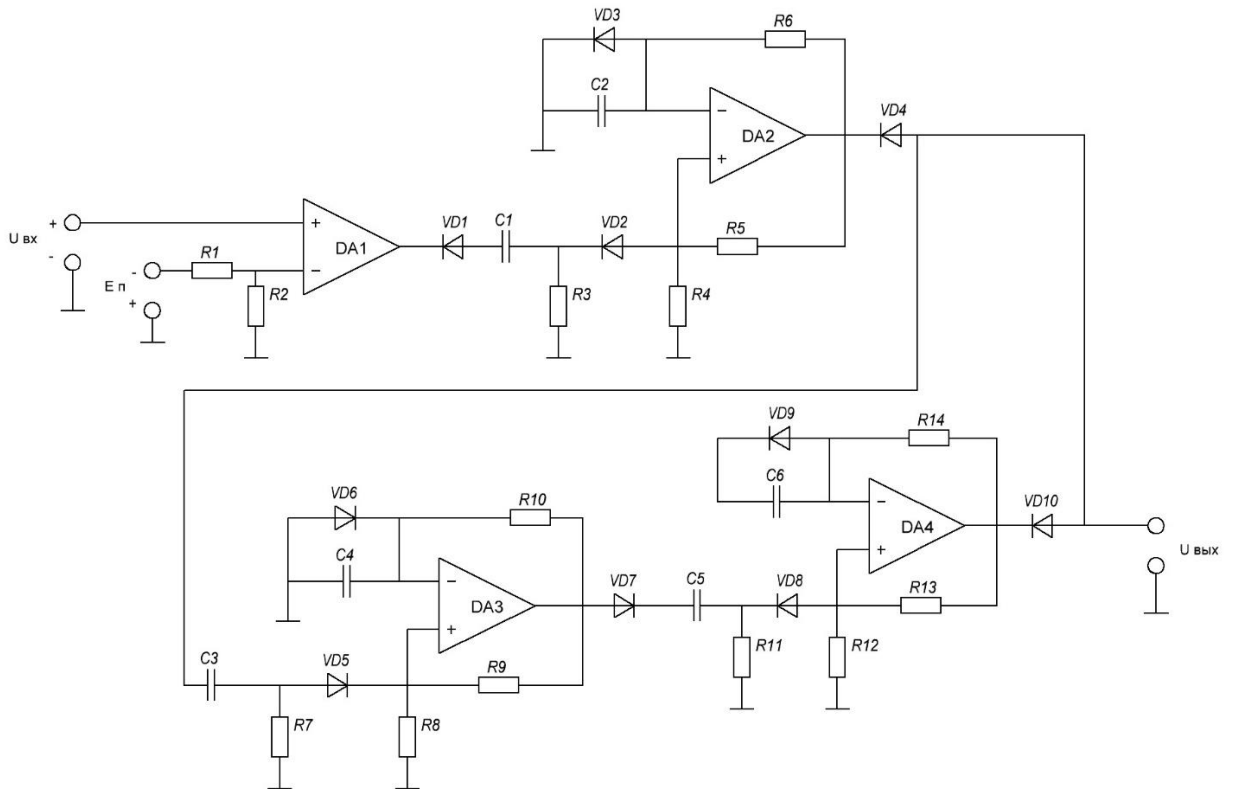 VD3
R6
C2
DA2
VD4
+
-
U вх
+
-
-
+
E п
R1
R2
+
-
DA1
VD1
C1
VD2
R5
R3
R4
-
+
VD9
R14
C6
DA4
VD10
-
+
U вых
VD6
R10
C4
DA3
-
+
VD7
C5
VD8
R13
R11
R12
C3
VD5
R9
R7
R8